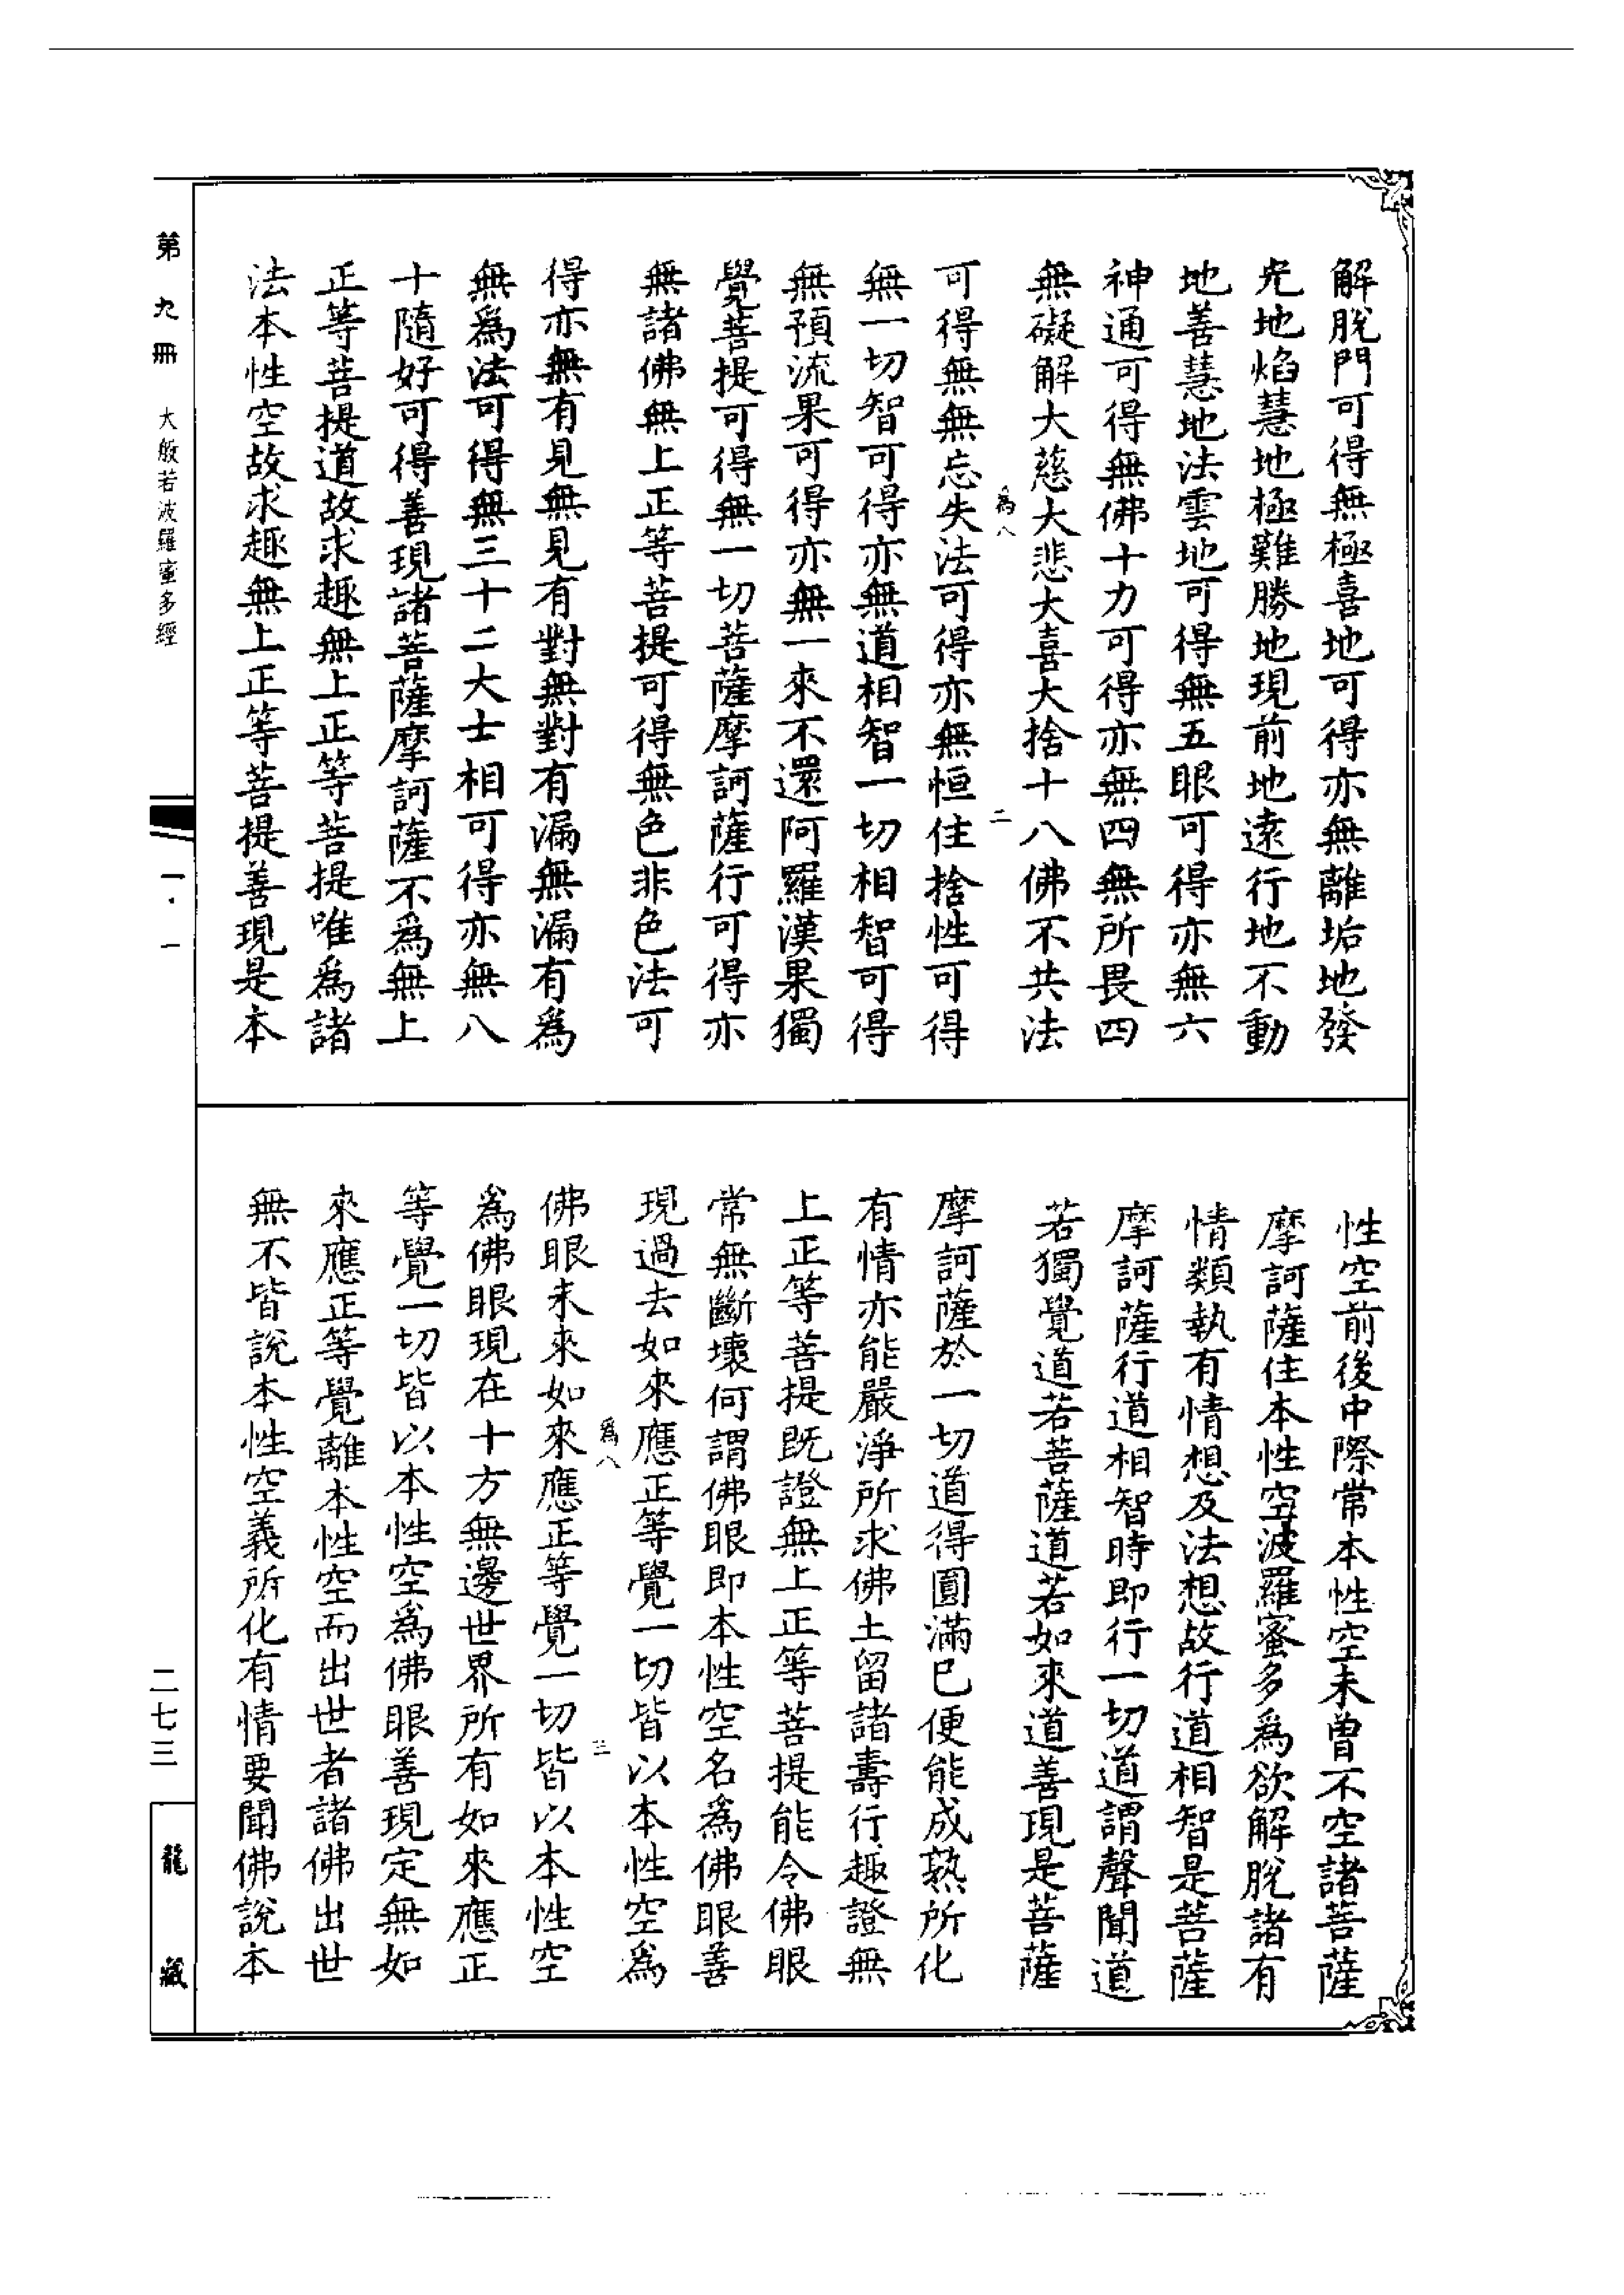 解脫門可得無極喜地可得亦無離垢地發
光地焰慧地極難勝地現前地遠行地不動
地善慧地法雲地可得無五眼可得亦無六
神通可得無佛十力可得亦無四無所畏四
無礙解大慈大悲大喜大捨十八佛不共法
為八
二
可得無無忘失法可得亦無恒住捨性可得
無一切智可得亦無道相智一切相智可得
無預流果可得亦無一來不還阿羅漢果獨
覺菩提可得無一切菩薩摩訶薩行可得亦
無諸佛無上正等菩提可得無色非色法可
得亦無有見無見有對無對有漏無漏有為
無為法可得無三十二大士相可得亦無八
十隨好可得善現諸菩薩摩訶薩不為無上
正等菩提道故求趣無上正等菩提唯為諸
法本性空故求趣無上正等菩提善現是本
性空前後中際常本性空未曾不空諸菩薩
摩訶薩住本性空波羅蜜多為欲解脫諸有
情類執有情想及法想故行道相智是菩薩
摩訶薩行道相智時即行一切道謂聲聞道
若獨覺道若菩薩道若如來道善現是菩薩
摩訶薩於一切道得圓滿已便能成熟所化
有情亦能嚴淨所求佛土留諸壽行趣證無
上正等菩提既證無上正等菩提能令佛眼
常無斷壞何謂佛眼即本性空名為佛眼善
現過去如來應正等覺一切皆以本性空為
為八
三
佛眼未來如來應正等覺一切皆以本性空
為佛眼現在十方無邊世界所有如來應正
等覺一切皆以本性空為佛眼善現定無如
來應正等覺離本性空而出世者諸佛出世
無不皆說本性空義所化有情要聞佛說本
第九冊
大般若波羅蜜多經
一·一
二七三
龍藏